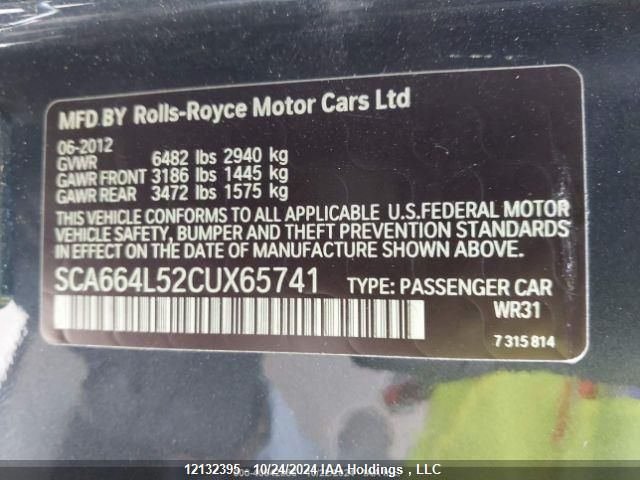 MFD.BY Rolls-Royce Motor Cars Ltd
06-2012
GVWR 6482 lbs 2940 kg
GAWR FRONT 3186 lbs 1445 kg
GAWR REAR 3472 lbs 1575 kg
THIS VEHICLE CONFORMS TO ALL APPLICABLE U.S.FEDERAL MOTOR
VEHICLE SAFETY, BUMPER AND THEFT PREVENTION STANDARDS
IN EFFECT ON THE DATE OF MANUFACTURE SHOWN ABOVE.
SCA664L52CUX65741 TYPE: PASSENGER CAR
WR31
7 315 814
12132395 - 10/24/2024 IAA Holdings , LLC